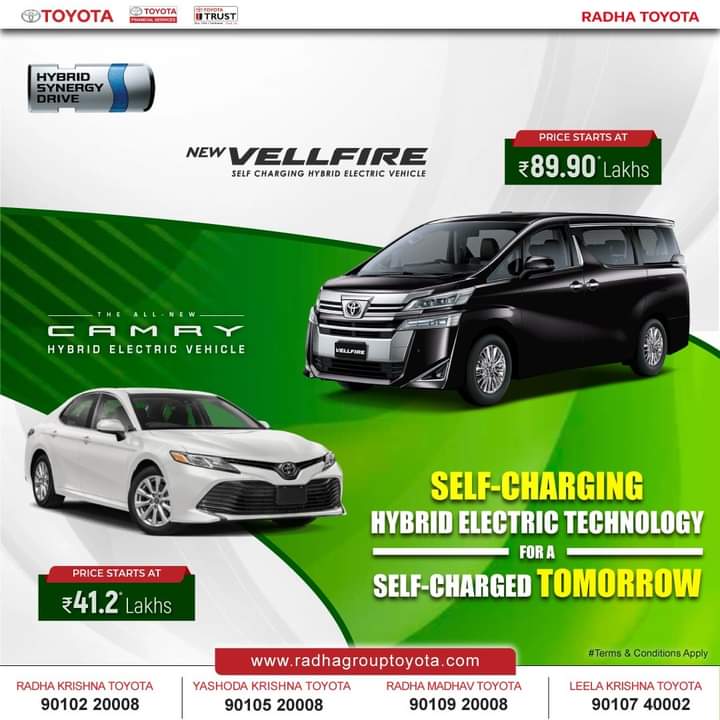 TOYOTA
TOYOTA
FINANCIAL SERVICES
TOYOTA
U TRUST
RADHA TOYOTA
HYBRID
SYNERGY
DRIVE
NEW VELLFIRE
SELF CHARGING HYBRID ELECTRIC VEHICLE
PRICE STARTS AT
₹89.90* Lakhs
THE ALL-NEW
CAMRY
HYBRID ELECTRIC VEHICLE
VELLFIRE
SELF-CHARGING
HYBRID ELECTRIC TECHNOLOGY
FOR A
SELF-CHARGED TOMORROW
PRICE STARTS AT
₹41.2* Lakhs
#Terms & Conditions Apply
www.radhagrouptoyota.com
RADHA KRISHNA TOYOTA
90102 20008
YASHODA KRISHNA TOYOTA
90105 20008
RADHA MADHAV TOYOTA
90109 20008
LEELA KRISHNA TOYOTA
90107 40002